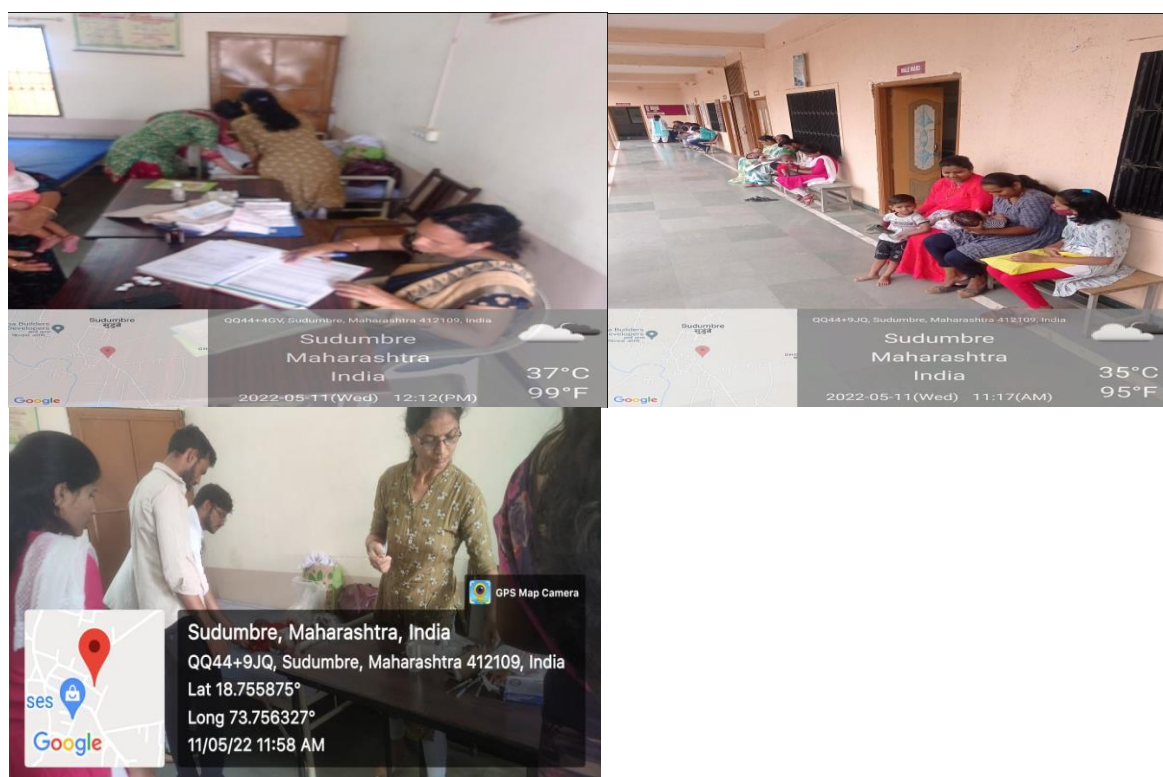 QQ44+4GV, Sudumbre, Maharashtra 412109, India
Sudumbre
Maharashtra
India
2022-05-11(Wed) 12:12(PM)
37°C
99°F
Sudumbre
सुदुंबरे
Google
QQ44+9JQ, Sudumbre, Maharashtra 412109, India
Sudumbre
Maharashtra
India
2022-05-11(Wed) 11:17(AM)
35°C
95°F
Sudumbre
सुदुंबरे
Google
GPS Map Camera
Sudumbre, Maharashtra, India
QQ44+9JQ, Sudumbre, Maharashtra 412109, India
Lat 18.755875°
Long 73.756327°
11/05/22 11:58 AM
ses
Google